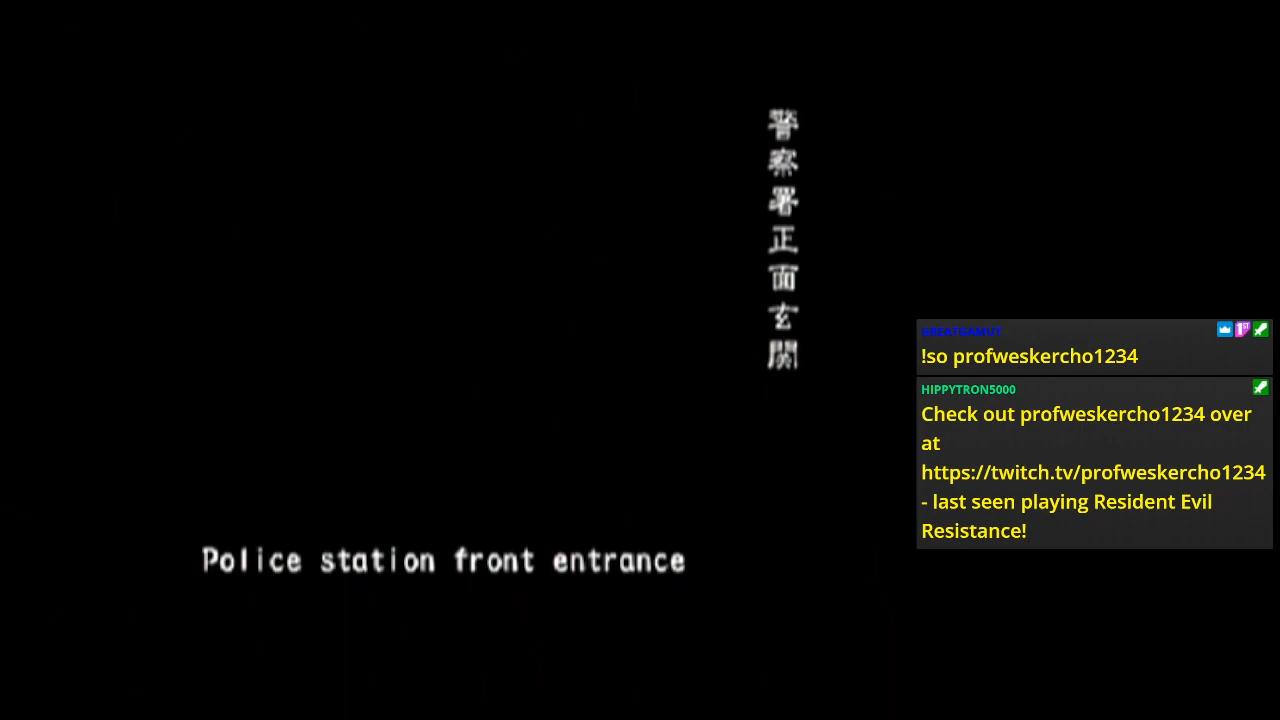 警察署正面玄関
Police station front entrance
GREATGAMUT
!so profweskercho1234
HIPPYTRON5000
Check out profweskercho1234 over
at
https://twitch.tv/profweskercho1234
- last seen playing Resident Evil
Resistance!